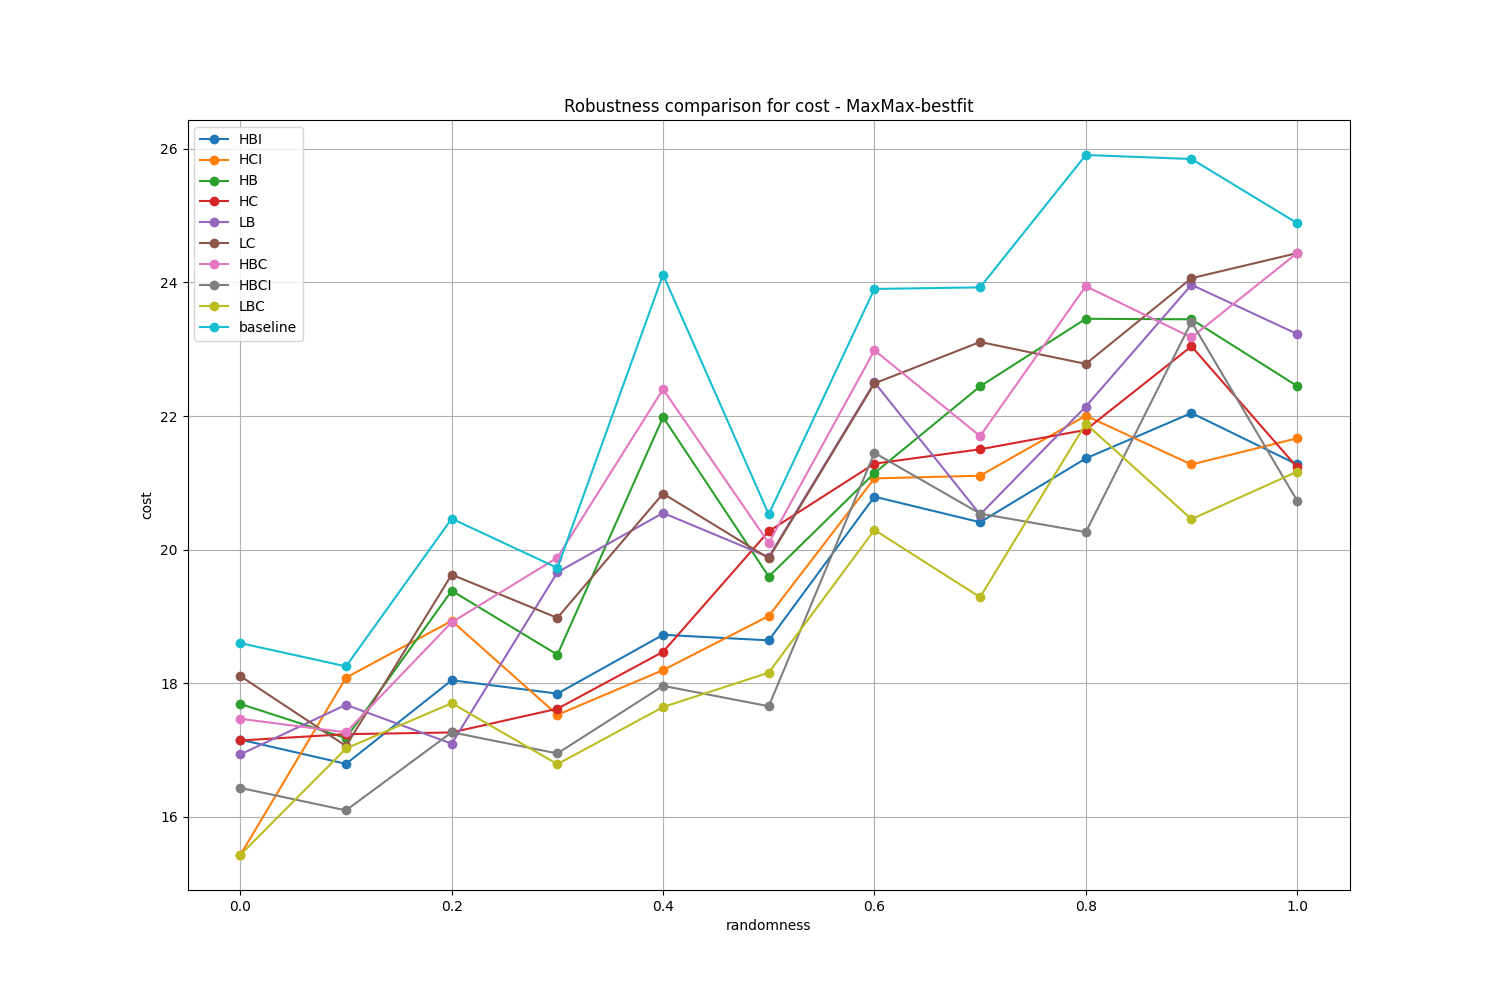 Robustness comparison for cost - MaxMax-bestfit
HBI
HCI
HB
HC
LB
LC
HBC
HBCI
LBC
baseline
cost
26
24
22
20
18
16
0.0 0.2 0.4 0.6 0.8 1.0
randomness